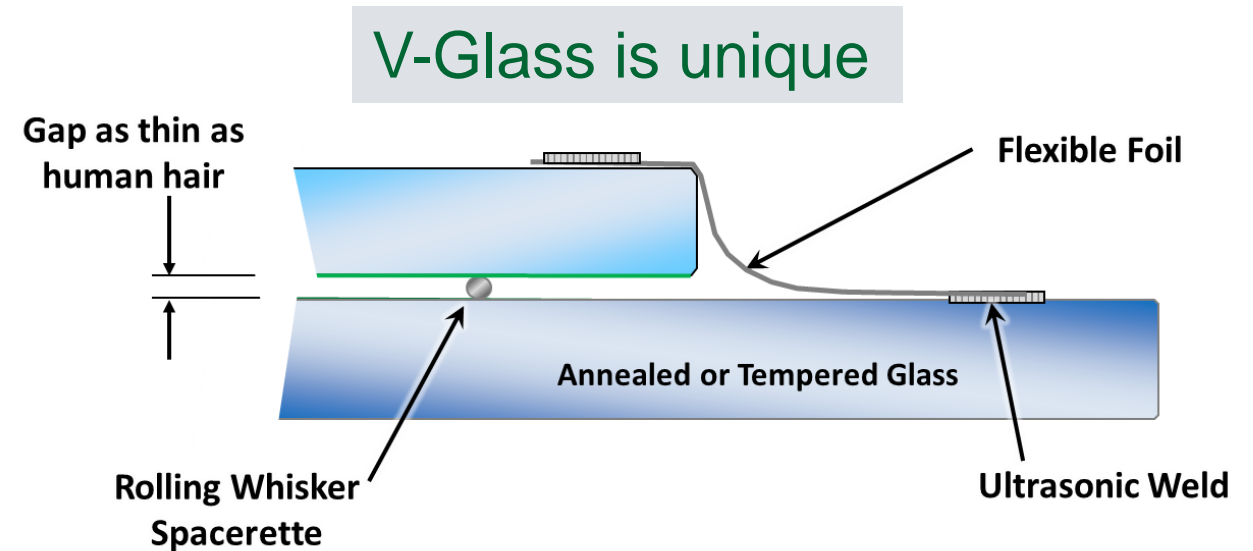 V-Glass is unique
Gap as thin as
human hair
Flexible Foil
Annealed or Tempered Glass
Rolling Whisker
Spacerette
Ultrasonic Weld